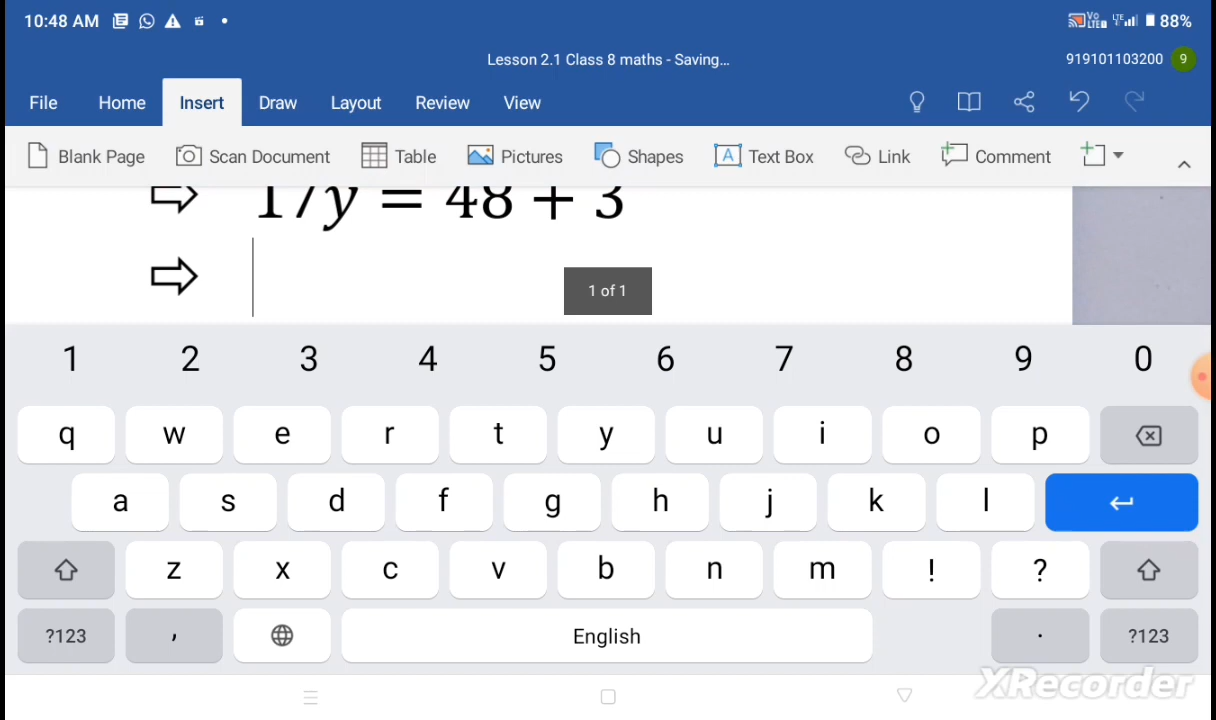 10:48 AM 88%
Lesson 2.1 Class 8 maths - Saving... 919101103200 9
File Home Insert Draw Layout Review View
Blank Page Scan Document Table Pictures Shapes A Text Box Link Comment
⇨ 17y = 48 + 3
⇨
1 of 1
1 2 3 4 5 6 7 8 9 0
q w e r t y u i o p
a s d f g h j k l
z x c v b n m ! ?
?123 , English . ?123
XRecorder